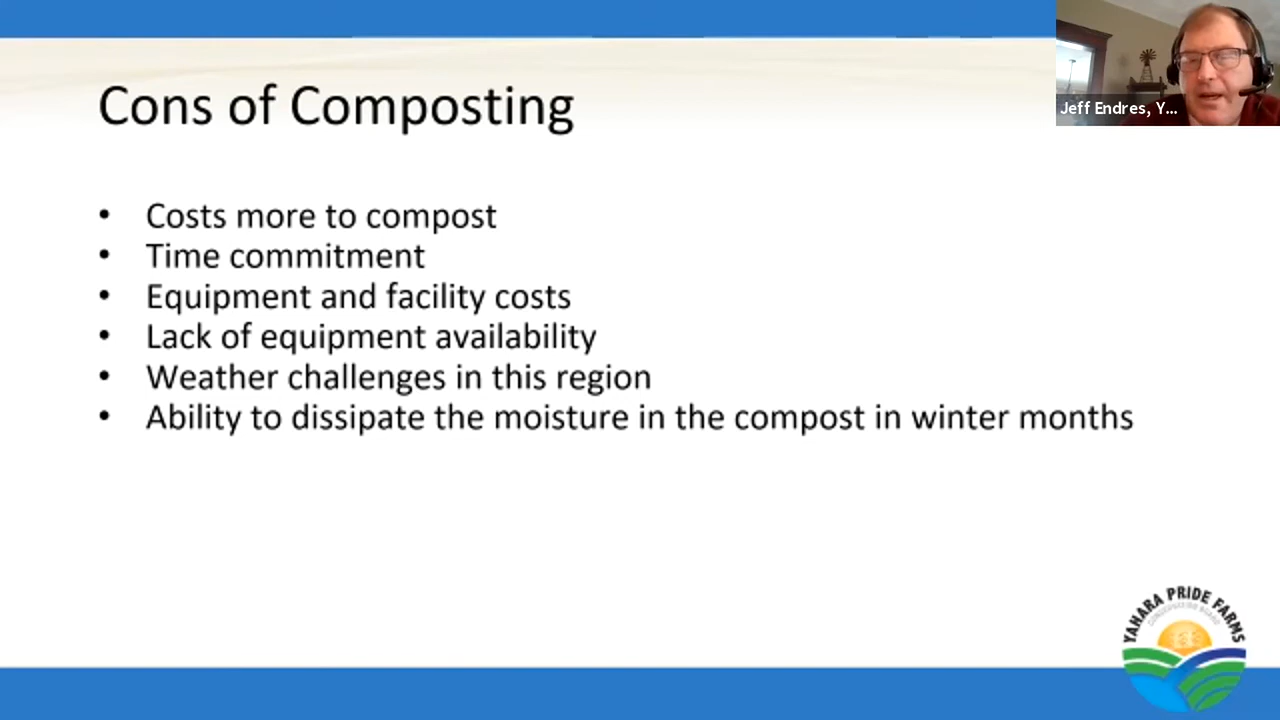 Cons of Composting
Jeff Endres, Y...
• Costs more to compost
• Time commitment
• Equipment and facility costs
• Lack of equipment availability
• Weather challenges in this region
• Ability to dissipate the moisture in the compost in winter months
YAHARA PRIDE FARMS
CONSERVATION BOARD